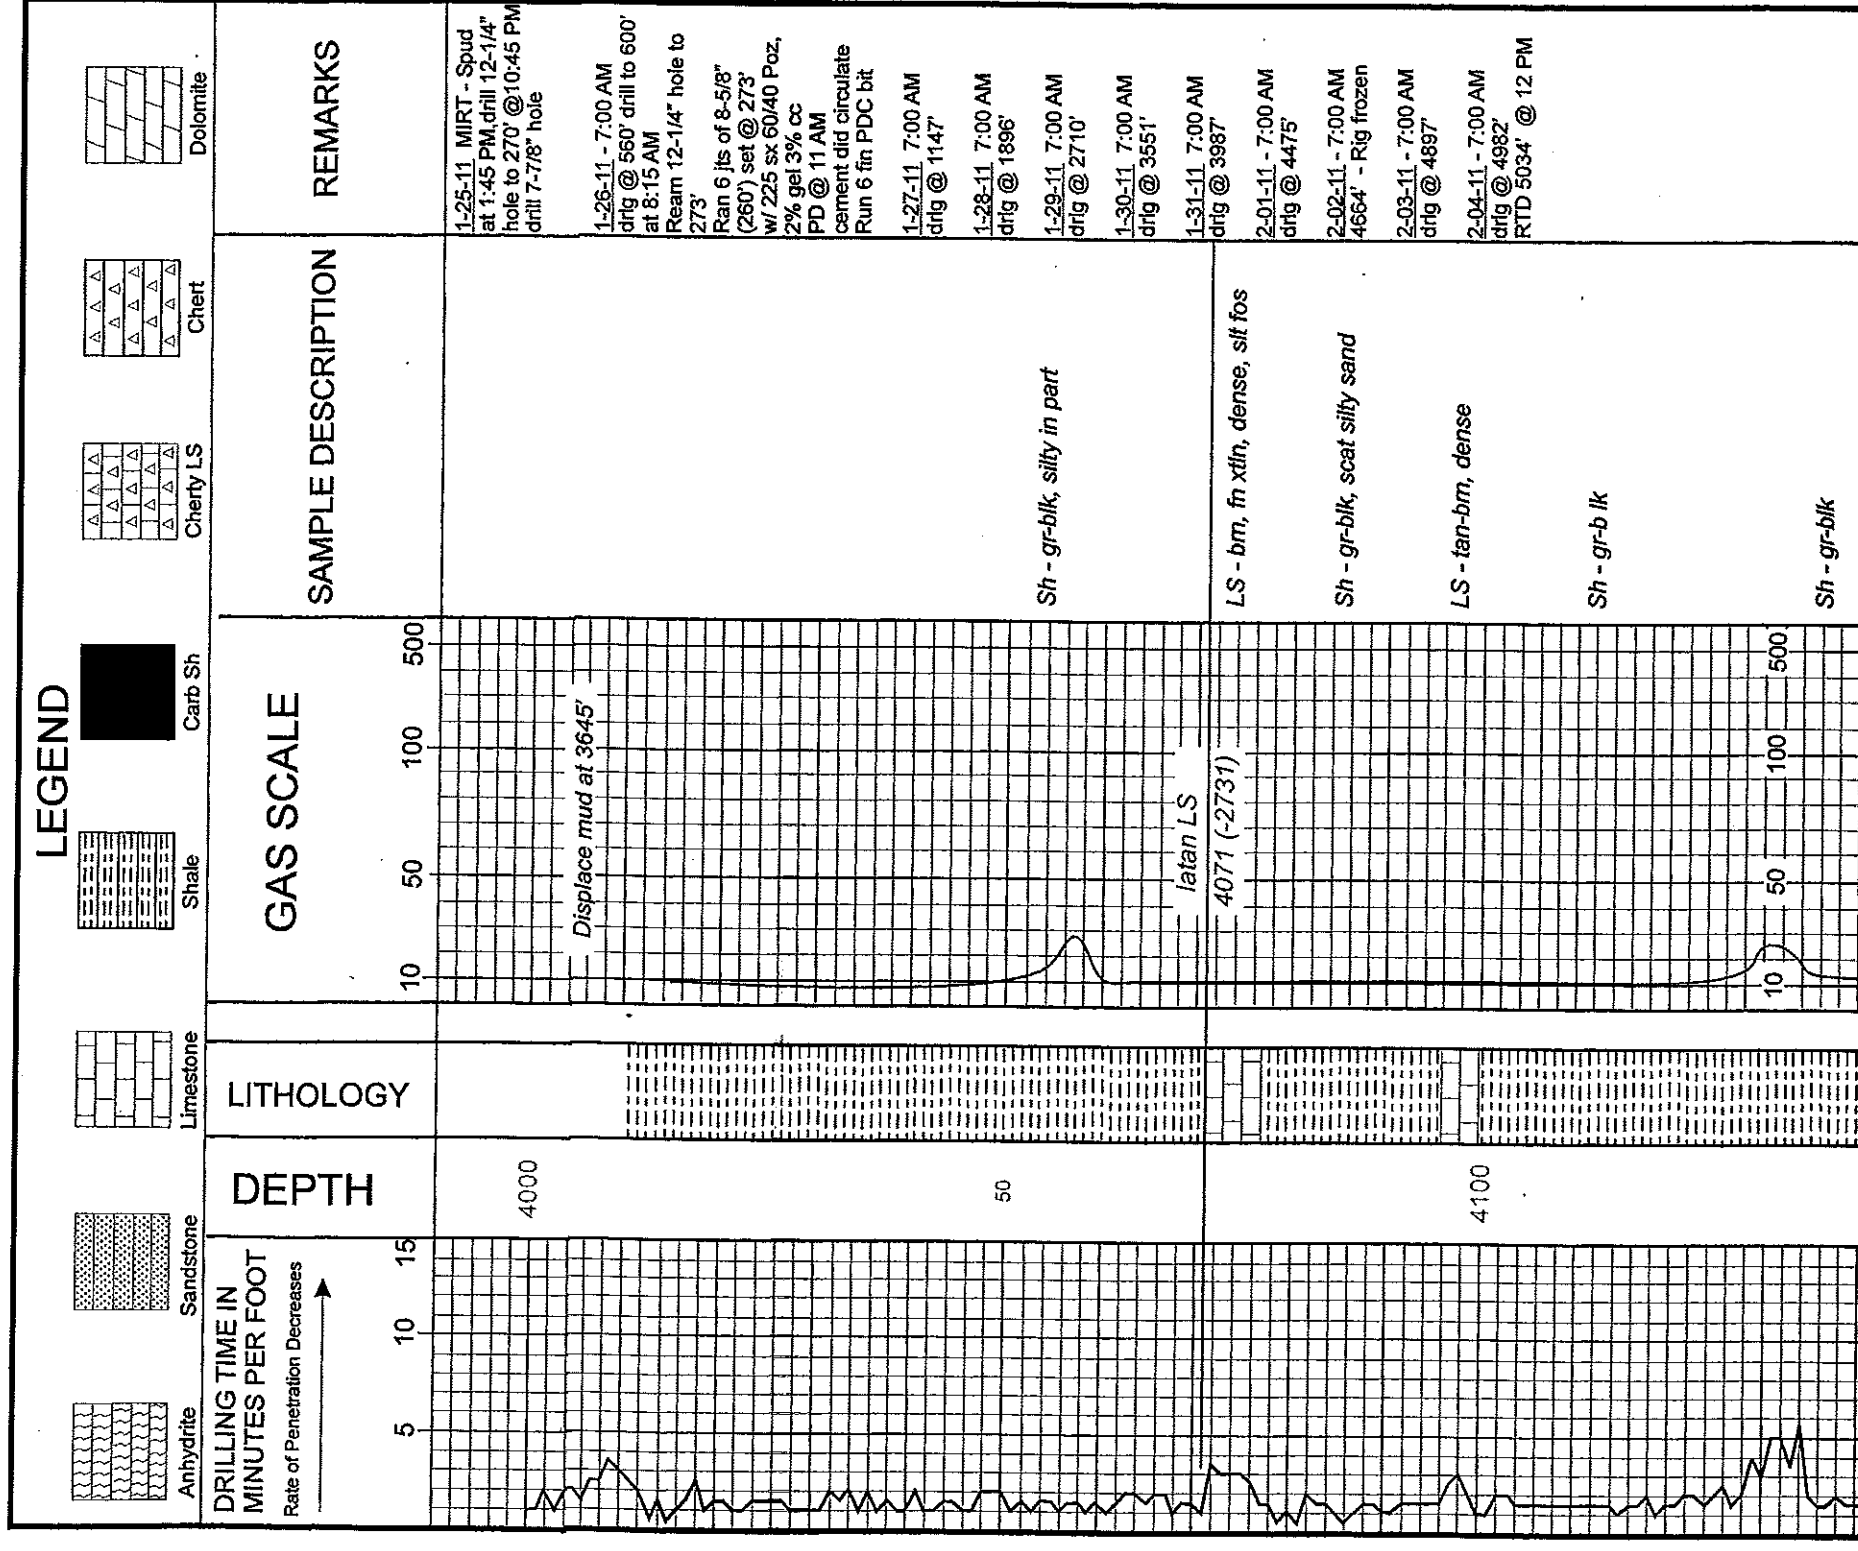 LEGEND
Anhydrite
Sandstone
Limestone
Shale
Carb Sh
Cherty LS
Chert
Dolomite
DRILLING TIME IN
MINUTES PER FOOT
Rate of Penetration Decreases
DEPTH
LITHOLOGY
GAS SCALE
SAMPLE DESCRIPTION
REMARKS
5
10
15
10
50
100
500
4000
50
4100
Displace mud at 3645'
Iatan LS
4071 (-2731)
10
50
100
500
Sh - gr-blk, silty in part
LS - brn, fn xtln, dense, slt fos
Sh - gr-blk, scat silty sand
LS - tan-brn, dense
Sh - gr-b lk
Sh - gr-blk
1-25-11 MIRT - Spud
at 1:45 PM,drill 12-1/4"
hole to 270' @10:45 PM
drill 7-7/8" hole
1-26-11 - 7:00 AM
drlg @ 560' drill to 600'
at 8:15 AM
Ream 12-1/4" hole to
273'
Ran 6 jts of 8-5/8"
(260') set @ 273'
w/ 225 sx 60/40 Poz,
2% gel 3% cc
PD @ 11 AM
cement did circulate
Run 6 fin PDC bit
1-27-11 7:00 AM
drlg @ 1147'
1-28-11 7:00 AM
drlg @ 1896'
1-29-11 7:00 AM
drlg @ 2710'
1-30-11 7:00 AM
drlg @ 3551'
1-31-11 7:00 AM
drlg @ 3987'
2-01-11 - 7:00 AM
drlg @ 4475'
2-02-11 - 7:00 AM
4664' - Rig frozen
2-03-11 - 7:00 AM
drlg @ 4897'
2-04-11 - 7:00 AM
drlg @ 4982'
RTD 5034' @ 12 PM